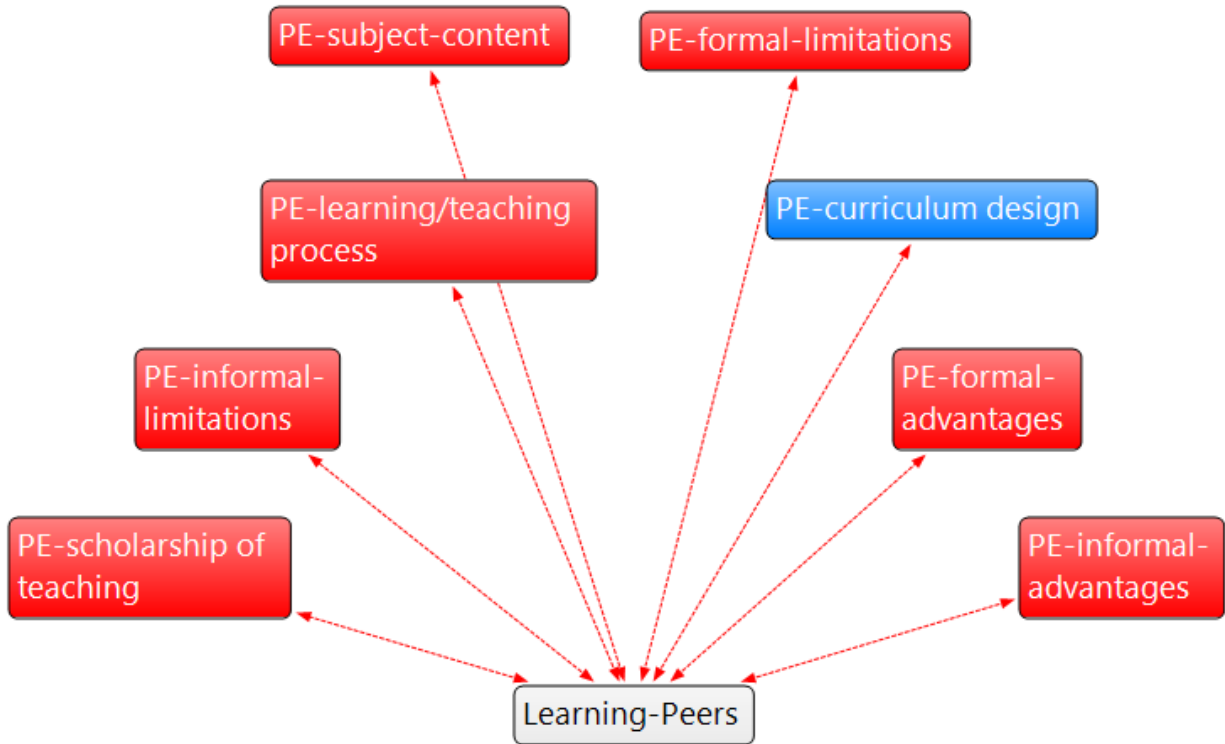 PE-subject-content
PE-formal-limitations
PE-learning/teaching
process
PE-curriculum design
PE-informal-
limitations
PE-formal-
advantages
PE-scholarship of
teaching
PE-informal-
advantages
Learning-Peers